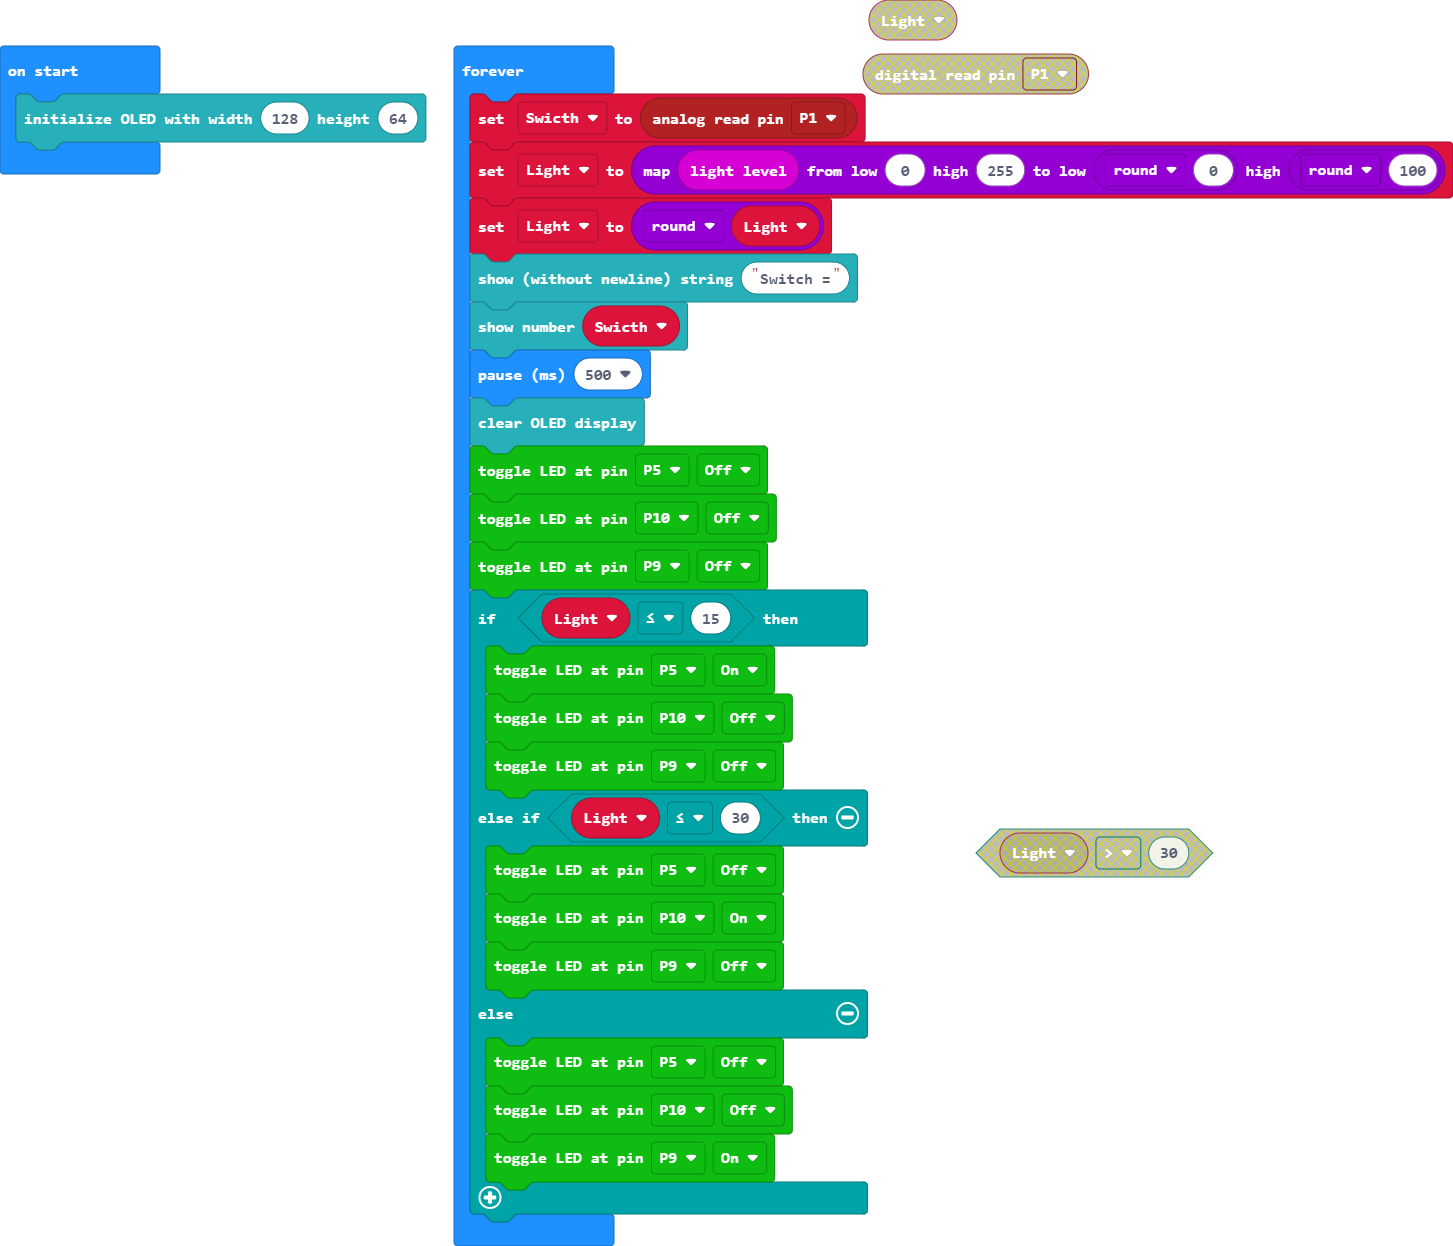 on start
initialize OLED with width 128 height 64
forever
set Swicth to analog read pin P1
set Light to map light level from low 0 high 255 to low round 0 high round 100
set Light to round Light
show (without newline) string "Switch ="
show number Swicth
pause (ms) 500
clear OLED display
toggle LED at pin P5 Off
toggle LED at pin P10 Off
toggle LED at pin P9 Off
if Light ≤ 15 then
toggle LED at pin P5 On
toggle LED at pin P10 Off
toggle LED at pin P9 Off
else if Light ≤ 30 then
toggle LED at pin P5 Off
toggle LED at pin P10 On
toggle LED at pin P9 Off
else
toggle LED at pin P5 Off
toggle LED at pin P10 Off
toggle LED at pin P9 On
Light
digital read pin P1
Light > 30